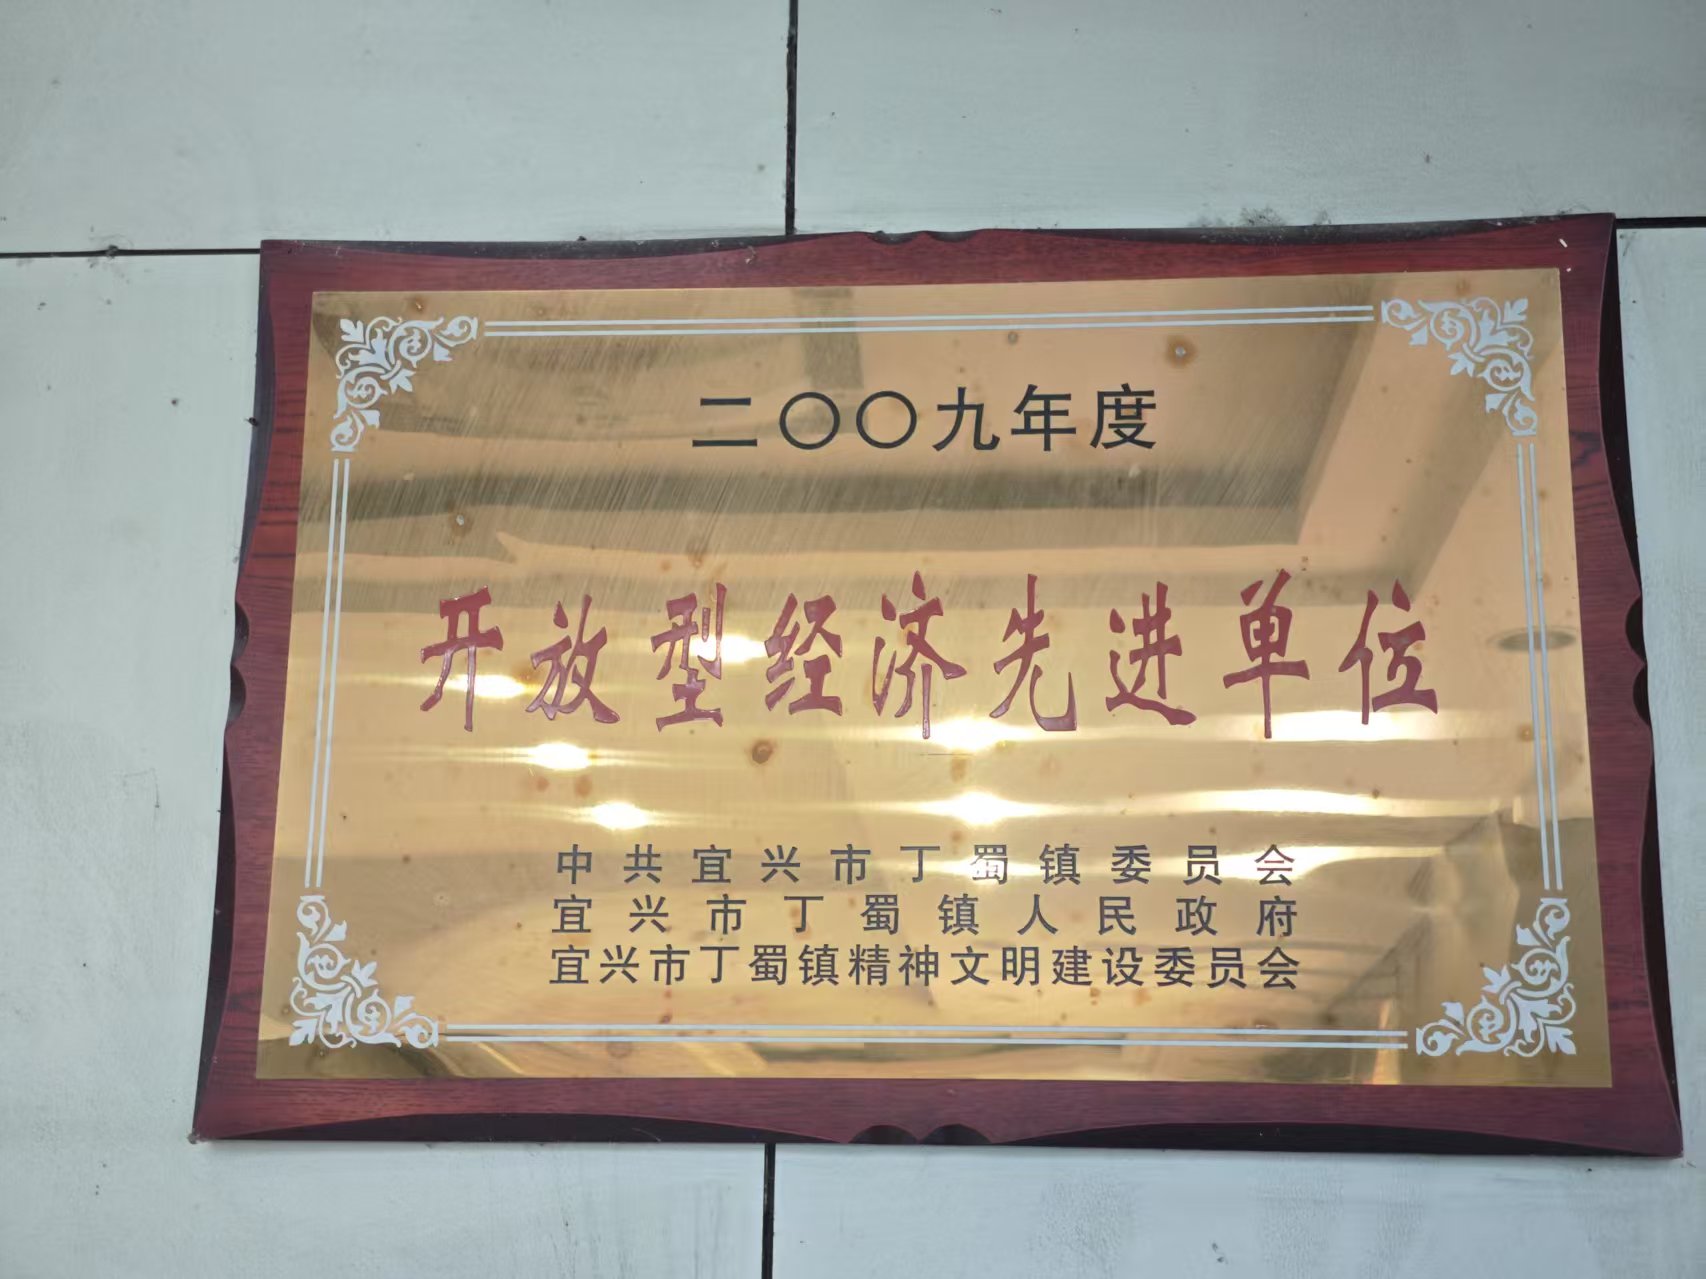 二〇〇九年度
开放型经济先进单位
中共宜兴市丁蜀镇委员会
宜兴市丁蜀镇人民政府
宜兴市丁蜀镇精神文明建设委员会